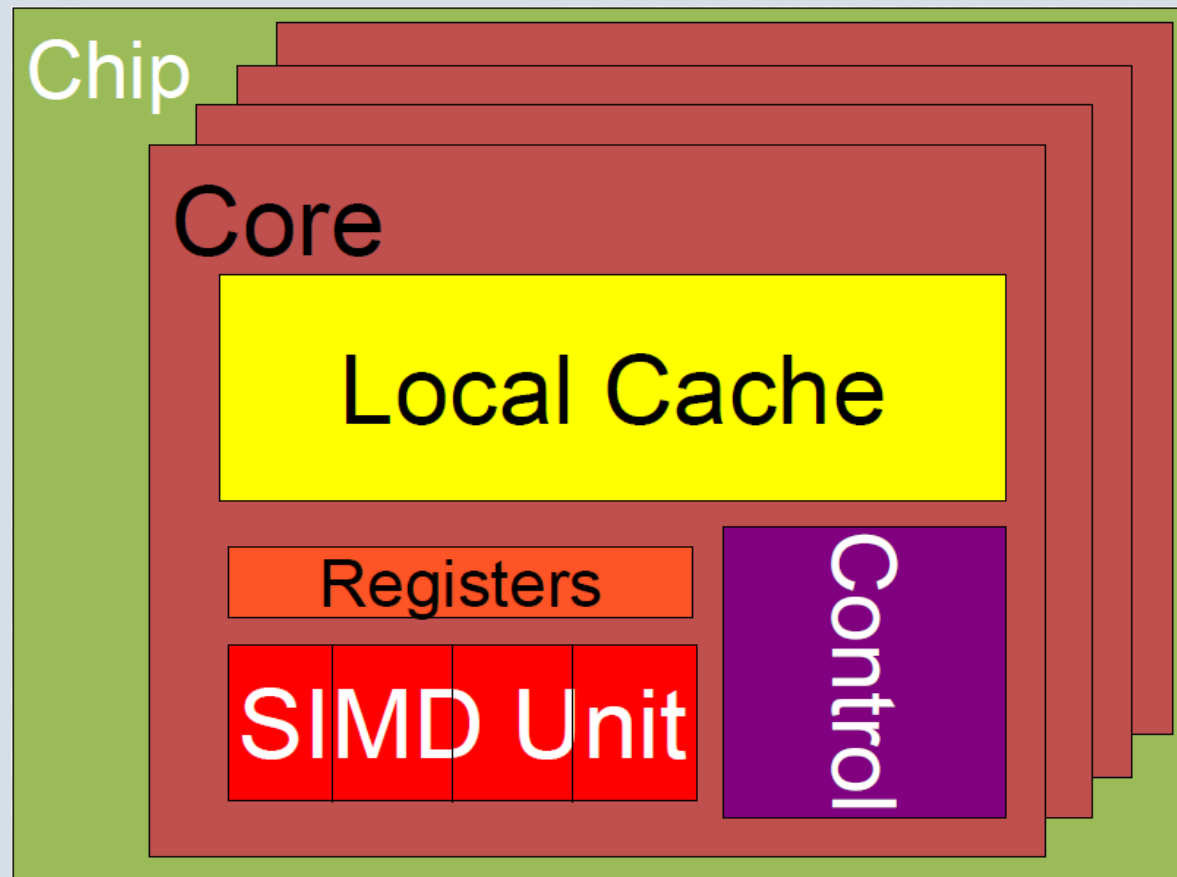 Chip
Core
Local Cache
Registers
Control
SIMD Unit